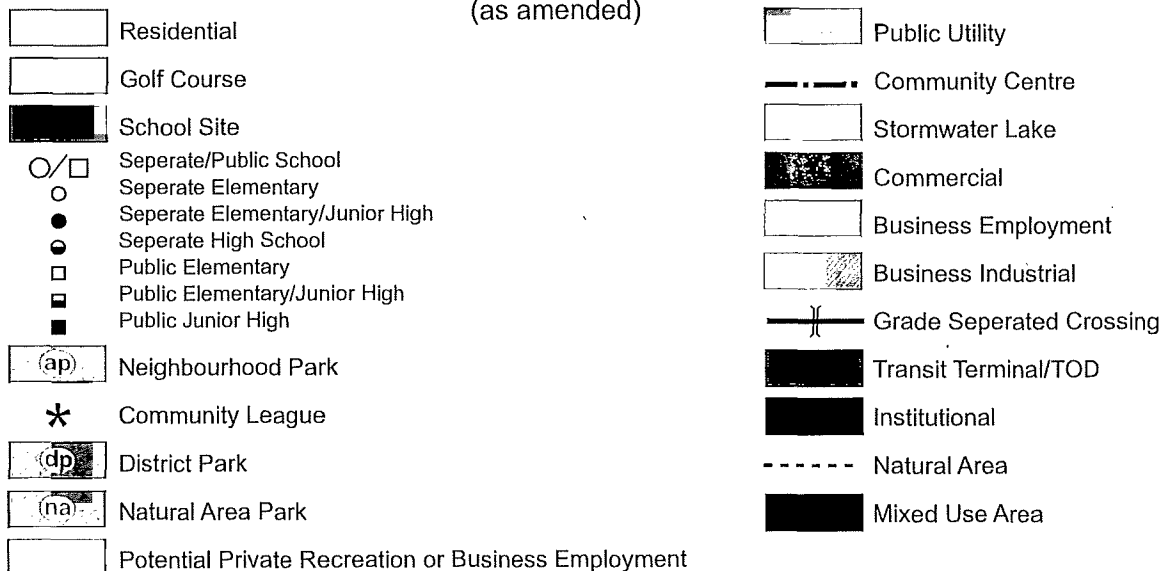 (as amended)
Residential
Golf Course
School Site
Seperate/Public School
Seperate Elementary
Seperate Elementary/Junior High
Seperate High School
Public Elementary
Public Elementary/Junior High
Public Junior High
(ap) Neighbourhood Park
* Community League
(dp) District Park
(na) Natural Area Park
Potential Private Recreation or Business Employment
Public Utility
Community Centre
Stormwater Lake
Commercial
Business Employment
Business Industrial
Grade Seperated Crossing
Transit Terminal/TOD
Institutional
Natural Area
Mixed Use Area